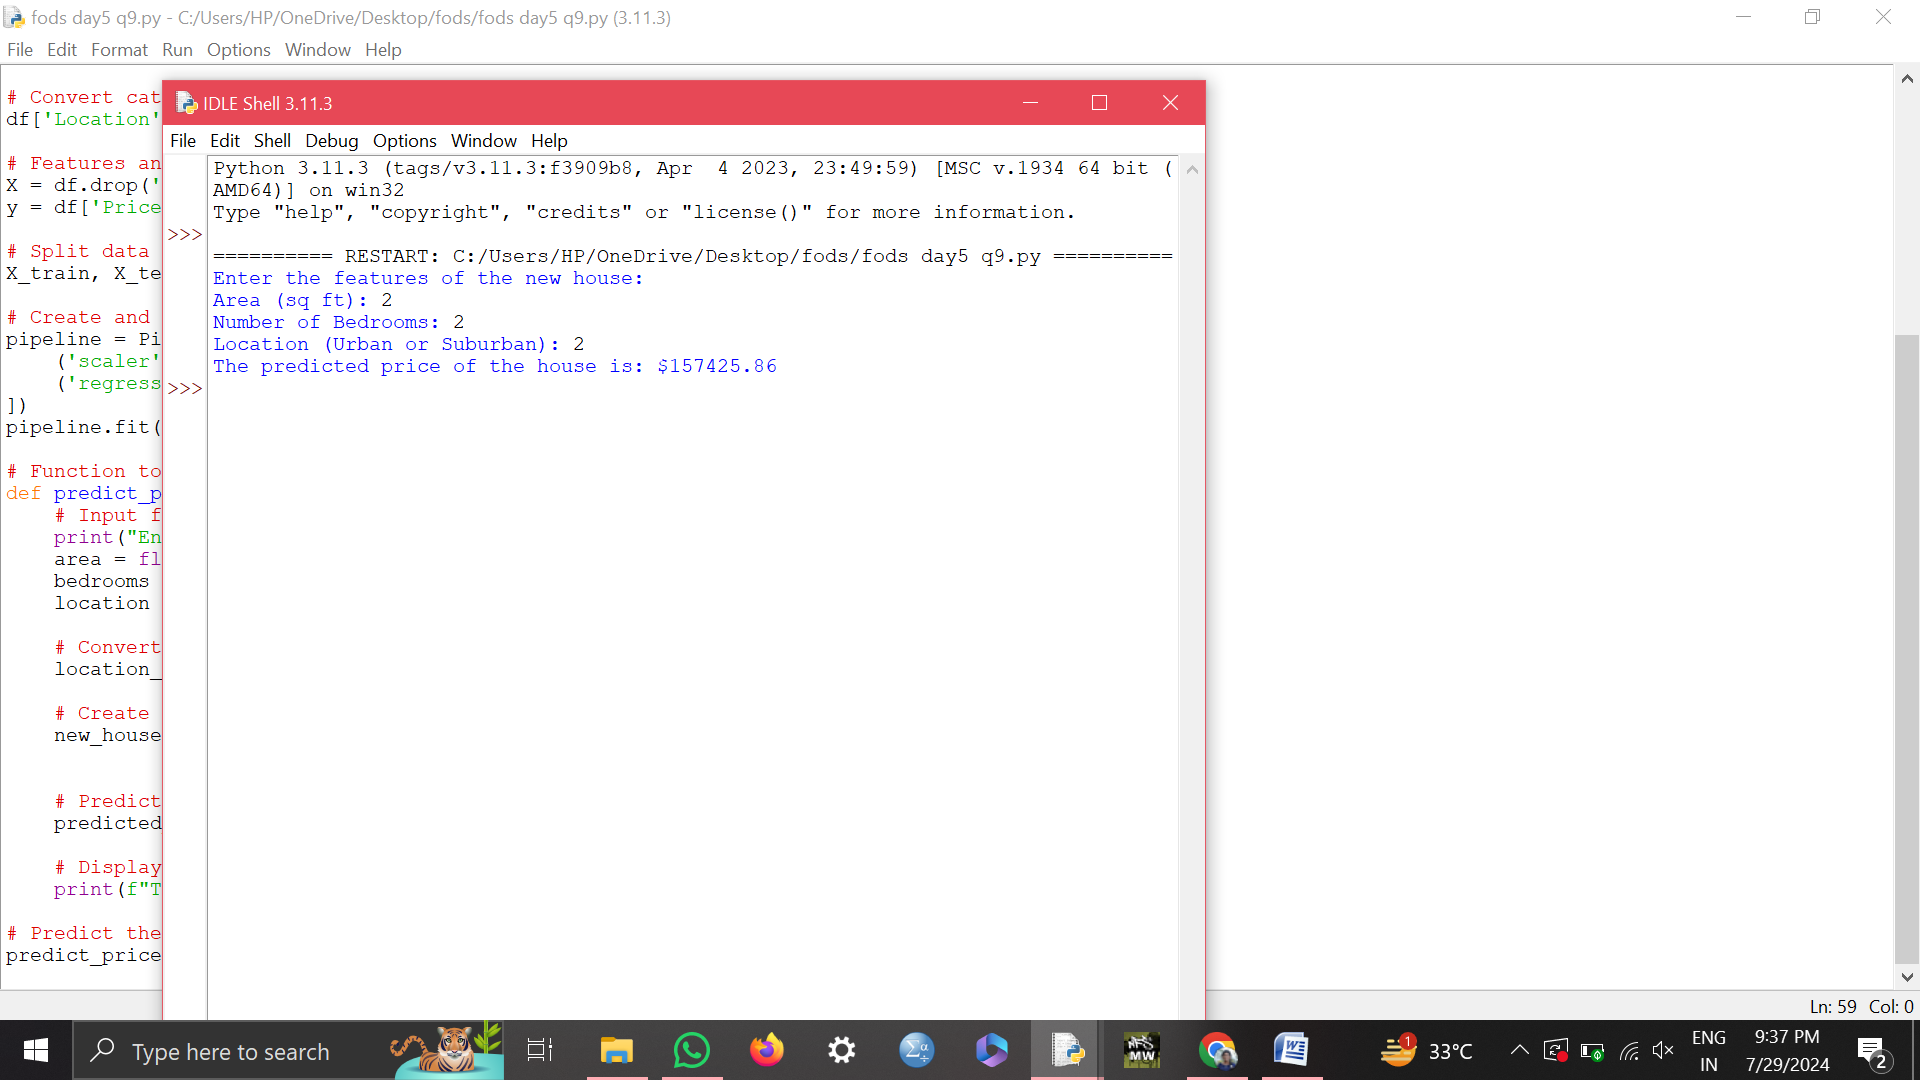 fods day5 q9.py - C:/Users/HP/OneDrive/Desktop/fods/fods day5 q9.py (3.11.3)
File Edit Format Run Options Window Help
# Convert cat
df['Location'
# Features an
X = df.drop('
y = df['Price
# Split data
X_train, X_te
# Create and
pipeline = Pi
('scaler'
('regress
])
pipeline.fit(
# Function to
def predict_p
# Input f
print("En
area = fl
bedrooms
location
# Convert
location_
# Create
new_house
# Predict
predicted
# Display
print(f"T
# Predict the
predict_price
IDLE Shell 3.11.3
File Edit Shell Debug Options Window Help
Python 3.11.3 (tags/v3.11.3:f3909b8, Apr  4 2023, 23:49:59) [MSC v.1934 64 bit (
AMD64)] on win32
Type "help", "copyright", "credits" or "license()" for more information.
>>>
========== RESTART: C:/Users/HP/OneDrive/Desktop/fods/fods day5 q9.py ==========
Enter the features of the new house:
Area (sq ft): 2
Number of Bedrooms: 2
Location (Urban or Suburban): 2
The predicted price of the house is: $157425.86
>>>
Ln: 59 Col: 0
Type here to search
Σα
MW
1
33°C
ENG
IN
9:37 PM
7/29/2024
2